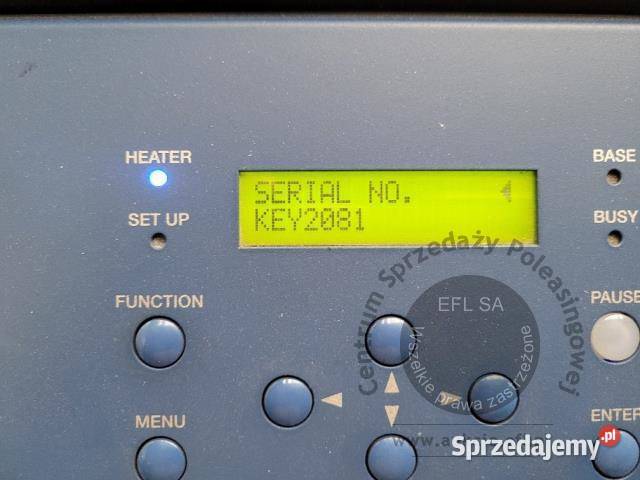 HEATER
BASE
SERIAL NO.
KEY2081
SET UP
BUSY
FUNCTION
PAUSE
MENU
ENTER
Centrum Sprzedaży Poleasingowej
EFL SA
Wszelkie prawa zastrzeżone
Sprzedajemy.pl